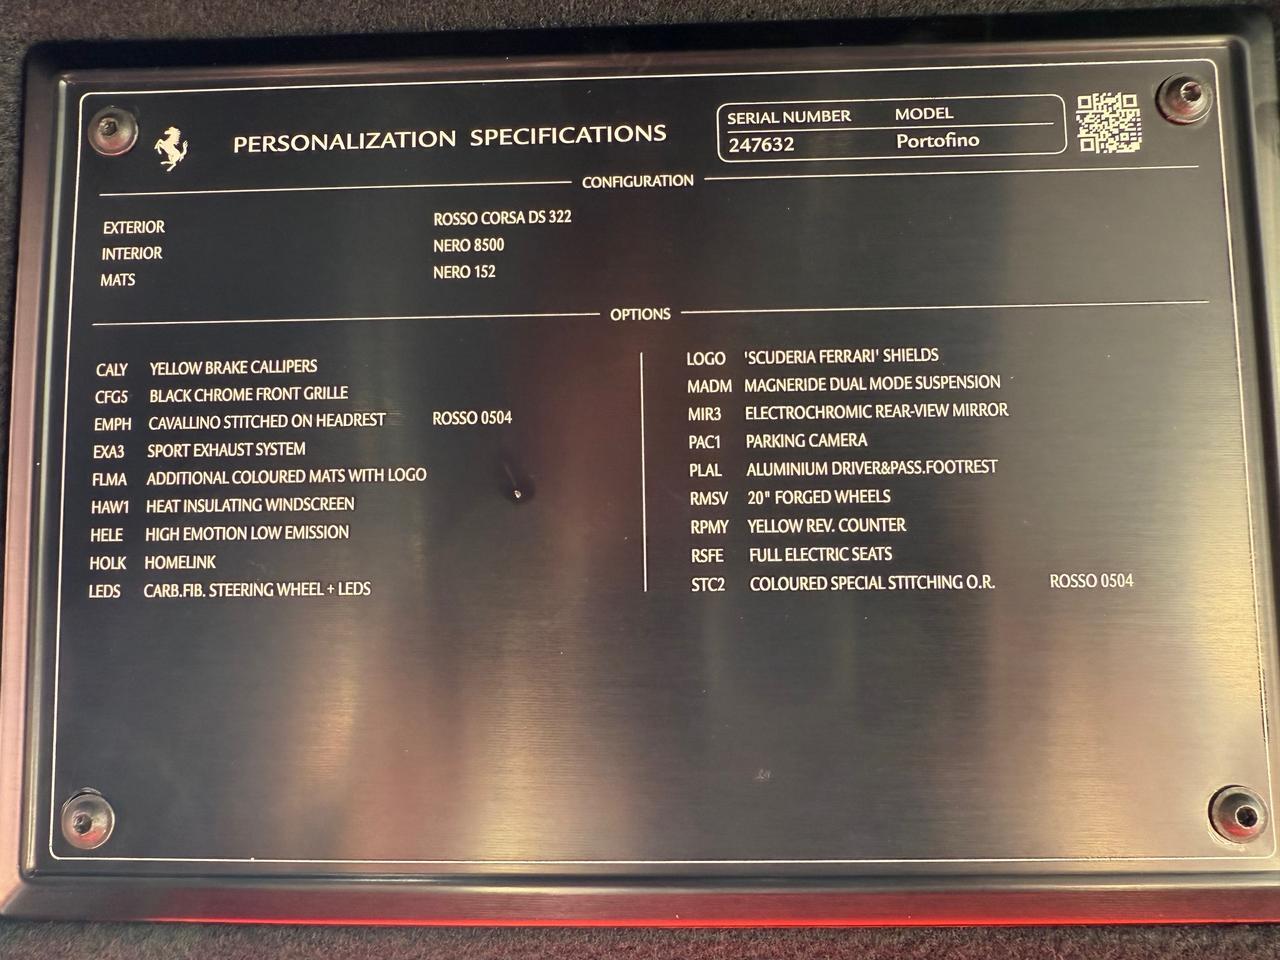 PERSONALIZATION SPECIFICATIONS
SERIAL NUMBER MODEL
247632 Portofino
CONFIGURATION
EXTERIOR ROSSO CORSA DS 322
INTERIOR NERO 8500
MATS NERO 152
OPTIONS
CALY YELLOW BRAKE CALLIPERS
CFG5 BLACK CHROME FRONT GRILLE
EMPH CAVALLINO STITCHED ON HEADREST ROSSO 0504
EXA3 SPORT EXHAUST SYSTEM
FLMA ADDITIONAL COLOURED MATS WITH LOGO
HAW1 HEAT INSULATING WINDSCREEN
HELE HIGH EMOTION LOW EMISSION
HOLK HOMELINK
LEDS CARB.FIB. STEERING WHEEL + LEDS
LOGO 'SCUDERIA FERRARI' SHIELDS
MADM MAGNERIDE DUAL MODE SUSPENSION
MIR3 ELECTROCHROMIC REAR-VIEW MIRROR
PAC1 PARKING CAMERA
PLAL ALUMINIUM DRIVER&PASS.FOOTREST
RMSV 20" FORGED WHEELS
RPMY YELLOW REV. COUNTER
RSFE FULL ELECTRIC SEATS
STC2 COLOURED SPECIAL STITCHING O.R. ROSSO 0504